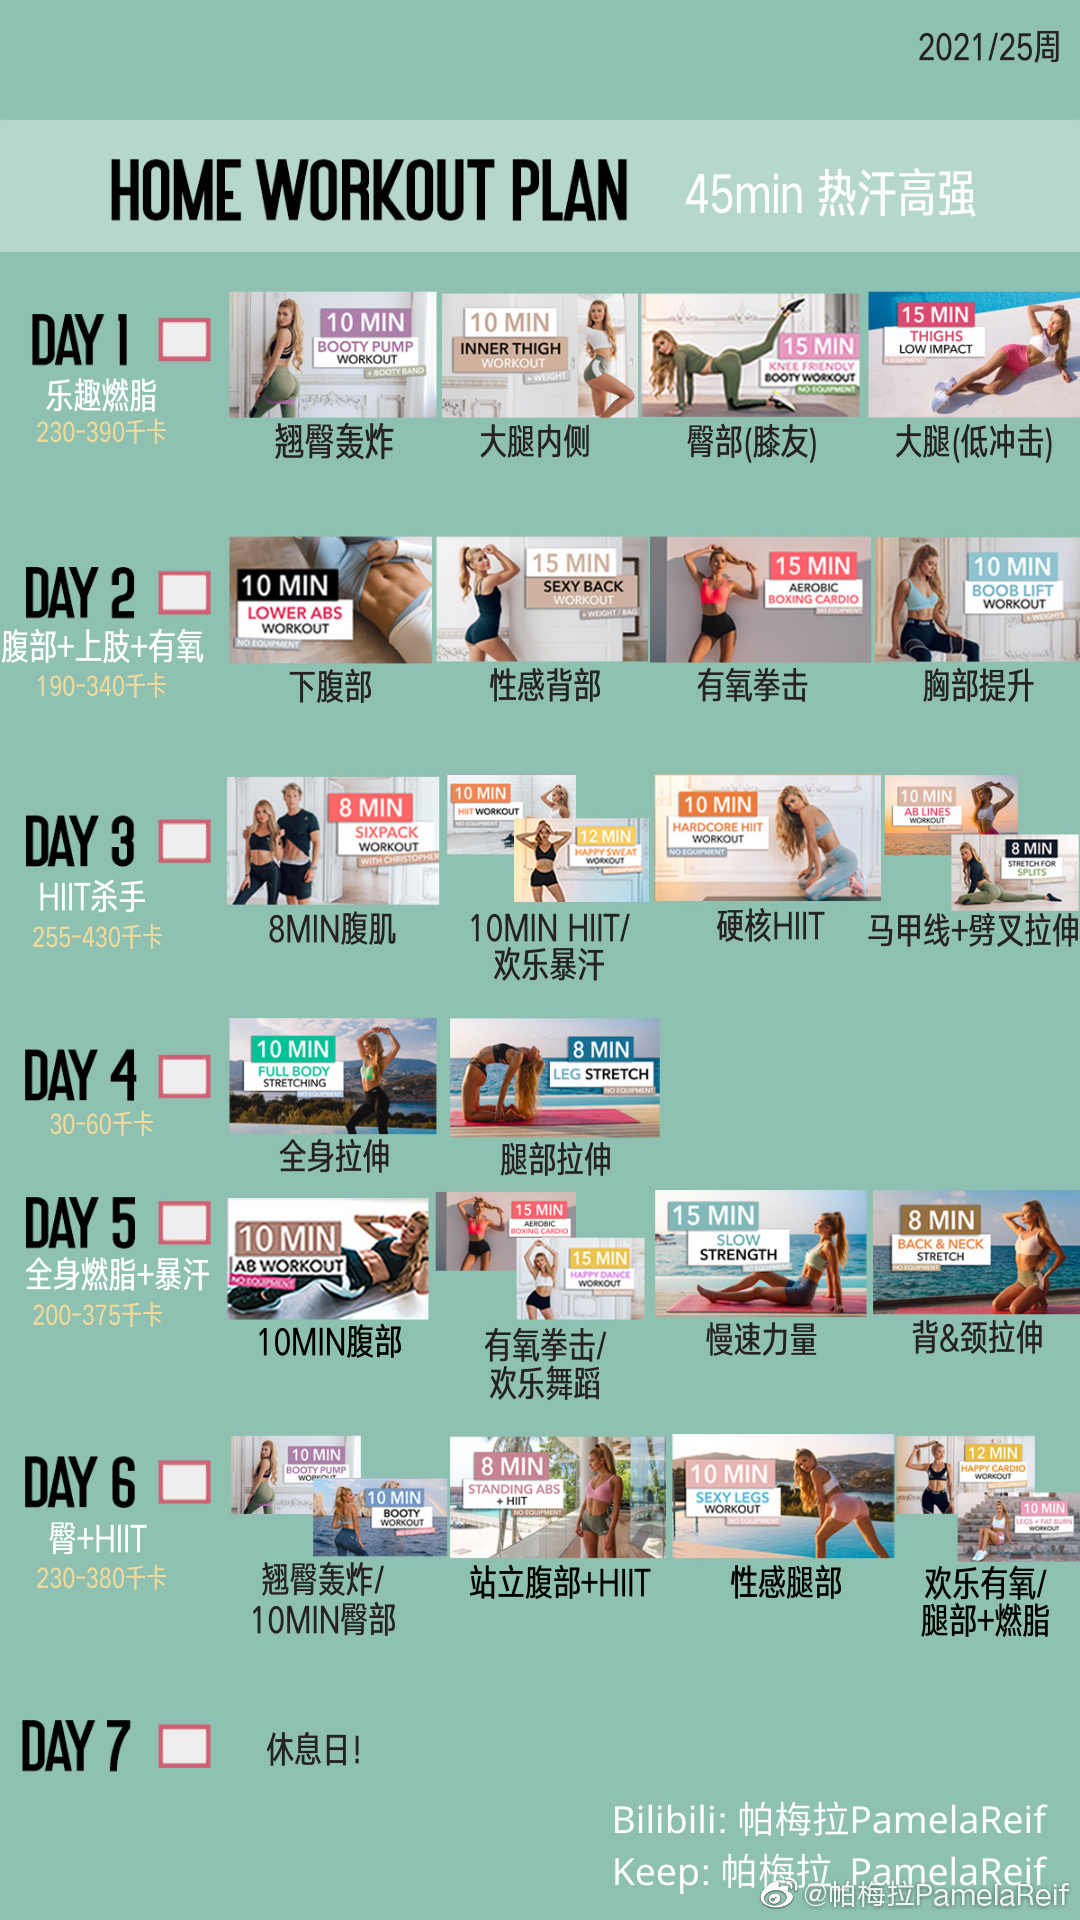 2021/25周
HOME WORKOUT PLAN 45min 热汗高强
DAY 1
乐趣燃脂
230-390千卡
10 MIN
BOOTY PUMP
WORKOUT
+ BOOTY BAND
翘臀轰炸
10 MIN
INNER THIGH
WORKOUT
+ WEIGHT
大腿内侧
15 MIN
KNEE FRIENDLY
BOOTY WORKOUT
NO EQUIPMENT
臀部(膝友)
15 MIN
THIGHS
LOW IMPACT
+ EQUIPMENT
大腿(低冲击)
DAY 2
腹部+上肢+有氧
190-340千卡
10 MIN
LOWER ABS
WORKOUT
NO EQUIPMENT
下腹部
15 MIN
SEXY BACK
WORKOUT
+ WEIGHT / BAG
性感背部
15 MIN
AEROBIC
BOXING CARDIO
NO EQUIPMENT
有氧拳击
10 MIN
BOOB LIFT
WORKOUT
+ WEIGHTS
胸部提升
DAY 3
HIIT杀手
255-430千卡
8 MIN
SIXPACK
WORKOUT
WITH CHRISTOPHER
8MIN腹肌
10 MIN
HIIT WORKOUT
NO EQUIPMENT
12 MIN
HAPPY SWEAT
WORKOUT
10MIN HIIT/
欢乐暴汗
10 MIN
HARDCORE HIIT
WORKOUT
NO EQUIPMENT
硬核HIIT
10 MIN
AB LINES
WORKOUT
NO EQUIPMENT
8 MIN
STRETCH FOR
SPLITS
马甲线+劈叉拉伸
DAY 4
30-60千卡
10 MIN
FULL BODY
STRETCHING
NO EQUIPMENT
全身拉伸
8 MIN
LEG STRETCH
NO EQUIPMENT
腿部拉伸
DAY 5
全身燃脂+暴汗
200-375千卡
10 MIN
AB WORKOUT
NO EQUIPMENT
10MIN腹部
15 MIN
AEROBIC
BOXING CARDIO
15 MIN
HAPPY DANCE
WORKOUT
NO EQUIPMENT
有氧拳击/
欢乐舞蹈
15 MIN
SLOW
STRENGTH
NO EQUIPMENT
慢速力量
8 MIN
BACK & NECK
STRETCH
NO EQUIPMENT
背&颈拉伸
DAY 6
臀+HIIT
230-380千卡
10 MIN
BOOTY PUMP
WORKOUT
10 MIN
BOOTY
WORKOUT
NO EQUIPMENT
翘臀轰炸/
10MIN臀部
8 MIN
STANDING ABS
+ HIIT
NO EQUIPMENT
站立腹部+HIIT
10 MIN
SEXY LEGS
WORKOUT
NO EQUIPMENT
性感腿部
12 MIN
HAPPY CARDIO
WORKOUT
10 MIN
LEGS + FAT BURN
WORKOUT
NO EQUIPMENT
欢乐有氧/
腿部+燃脂
DAY 7
休息日!
Bilibili: 帕梅拉PamelaReif
Keep: 帕梅拉_PamelaReif
@帕梅拉PamelaReif